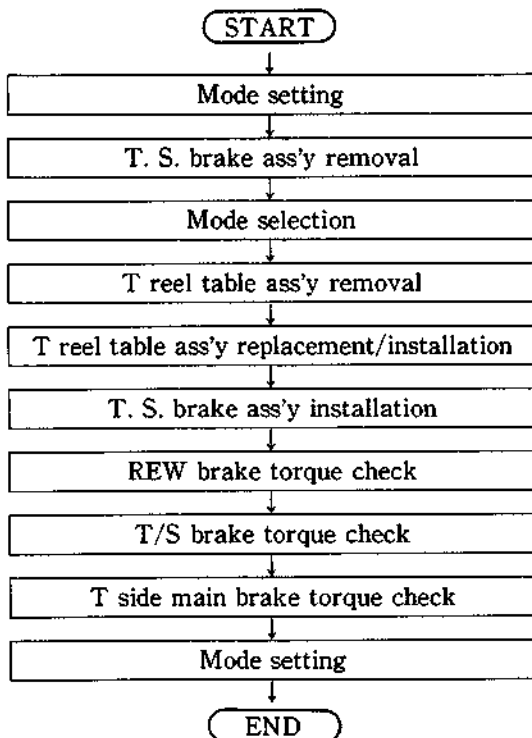 START
Mode setting
T. S. brake ass'y removal
Mode selection
T reel table ass'y removal
T reel table ass'y replacement/installation
T. S. brake ass'y installation
REW brake torque check
T/S brake torque check
T side main brake torque check
Mode setting
END